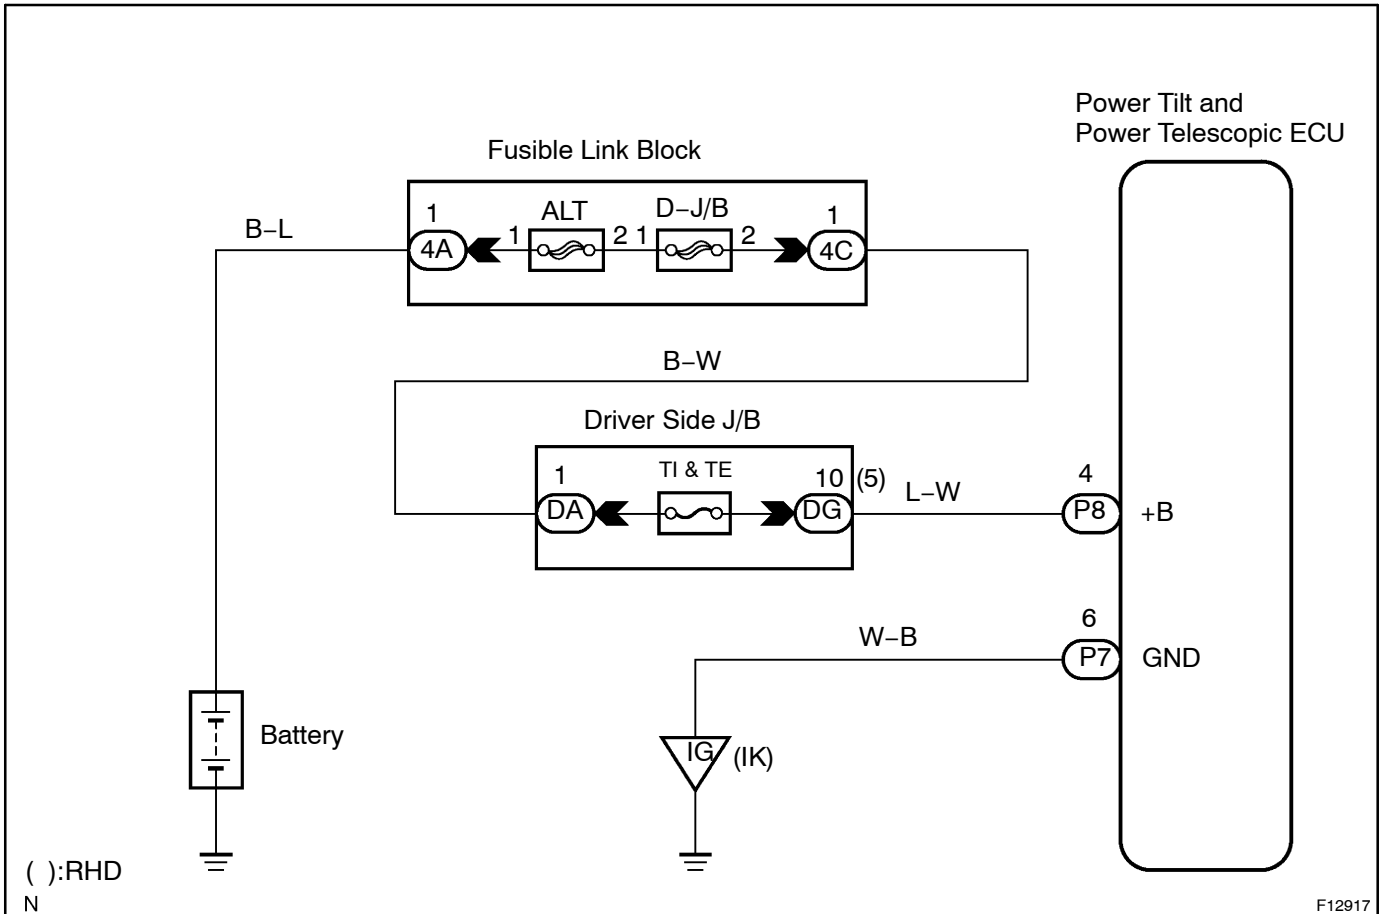 Power Tilt and
Power Telescopic ECU
Fusible Link Block
B–L
1
ALT
D–J/B
1
4A
1
2
1
2
4C
B–W
Driver Side J/B
1
TI & TE
10
(5)
L–W
4
DA
DG
P8
+B
6
W–B
P7
GND
Battery
IG
(IK)
( ):RHD
N
F12917